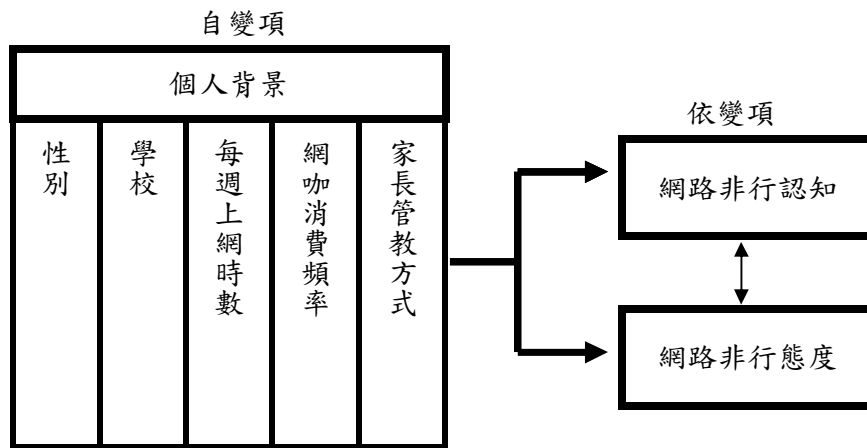 自變項
個人背景
性別
學校
每週上網時數
網咖消費頻率
家長管教方式
依變項
網路非行認知
網路非行態度